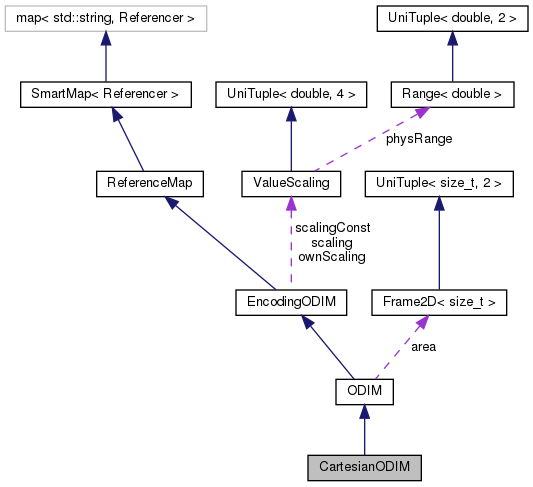 map< std::string, Referencer >
UniTuple< double, 2 >
SmartMap< Referencer >
UniTuple< double, 4 >
Range< double >
physRange
ReferenceMap
ValueScaling
UniTuple< size_t, 2 >
scalingConst
scaling
ownScaling
EncodingODIM
Frame2D< size_t >
area
ODIM
CartesianODIM